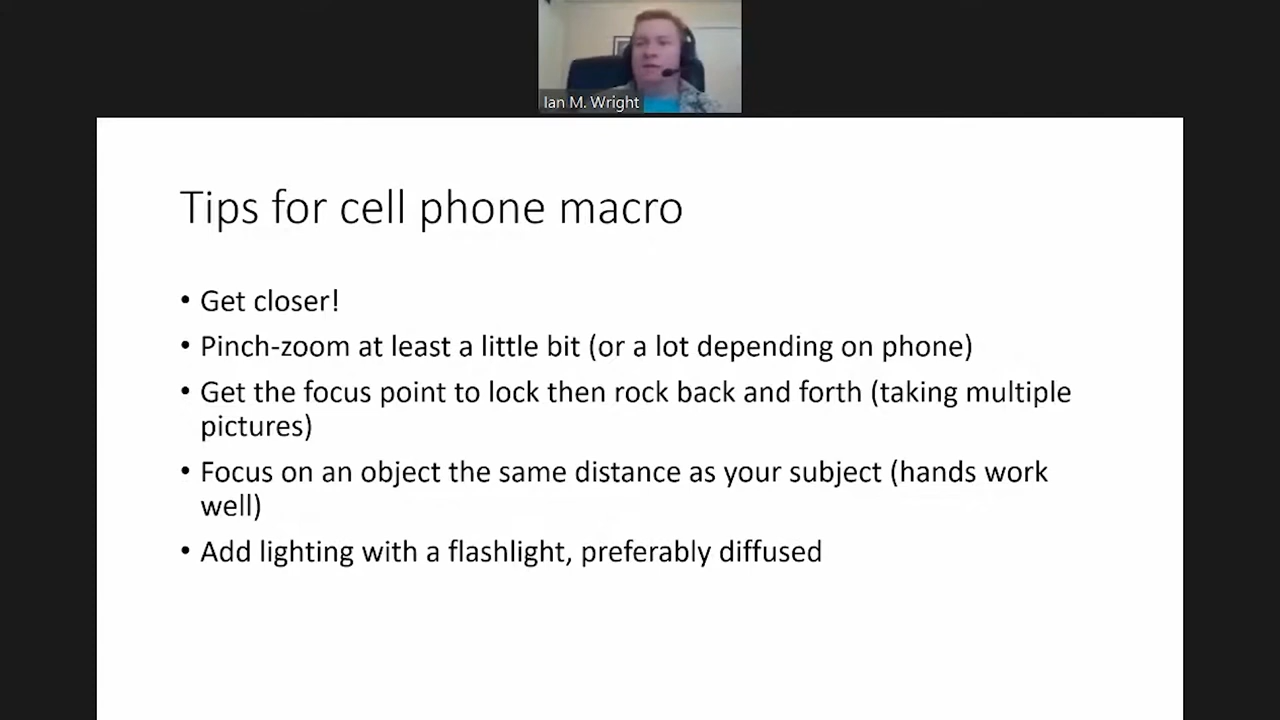 Ian M. Wright
Tips for cell phone macro
• Get closer!
• Pinch-zoom at least a little bit (or a lot depending on phone)
• Get the focus point to lock then rock back and forth (taking multiple
pictures)
• Focus on an object the same distance as your subject (hands work
well)
• Add lighting with a flashlight, preferably diffused